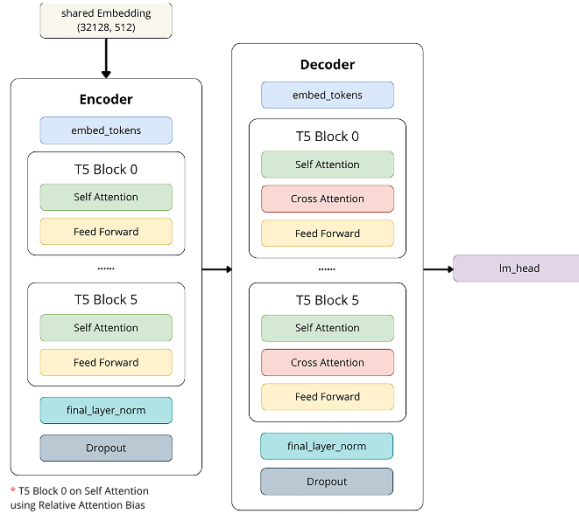 shared Embedding
(32128, 512)
Encoder
embed_tokens
T5 Block 0
Self Attention
Feed Forward
......
T5 Block 5
Self Attention
Feed Forward
final_layer_norm
Dropout
* T5 Block 0 on Self Attention
using Relative Attention Bias
Decoder
embed_tokens
T5 Block 0
Self Attention
Cross Attention
Feed Forward
......
T5 Block 5
Self Attention
Cross Attention
Feed Forward
final_layer_norm
Dropout
lm_head